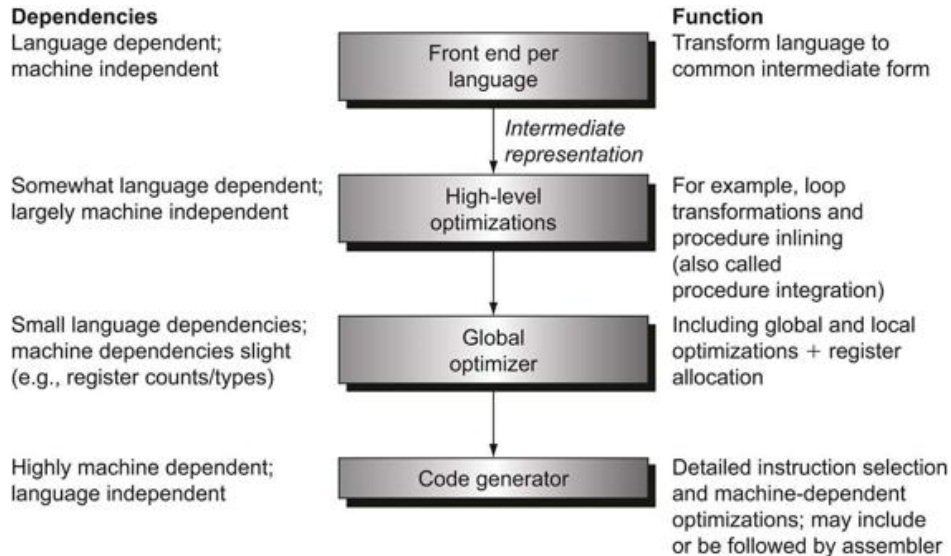 Dependencies
Language dependent;
machine independent
Front end per
language
Function
Transform language to
common intermediate form
Intermediate
representation
Somewhat language dependent;
largely machine independent
High-level
optimizations
For example, loop
transformations and
procedure inlining
(also called
procedure integration)
Small language dependencies;
machine dependencies slight
(e.g., register counts/types)
Global
optimizer
Including global and local
optimizations + register
allocation
Highly machine dependent;
language independent
Code generator
Detailed instruction selection
and machine-dependent
optimizations; may include
or be followed by assembler